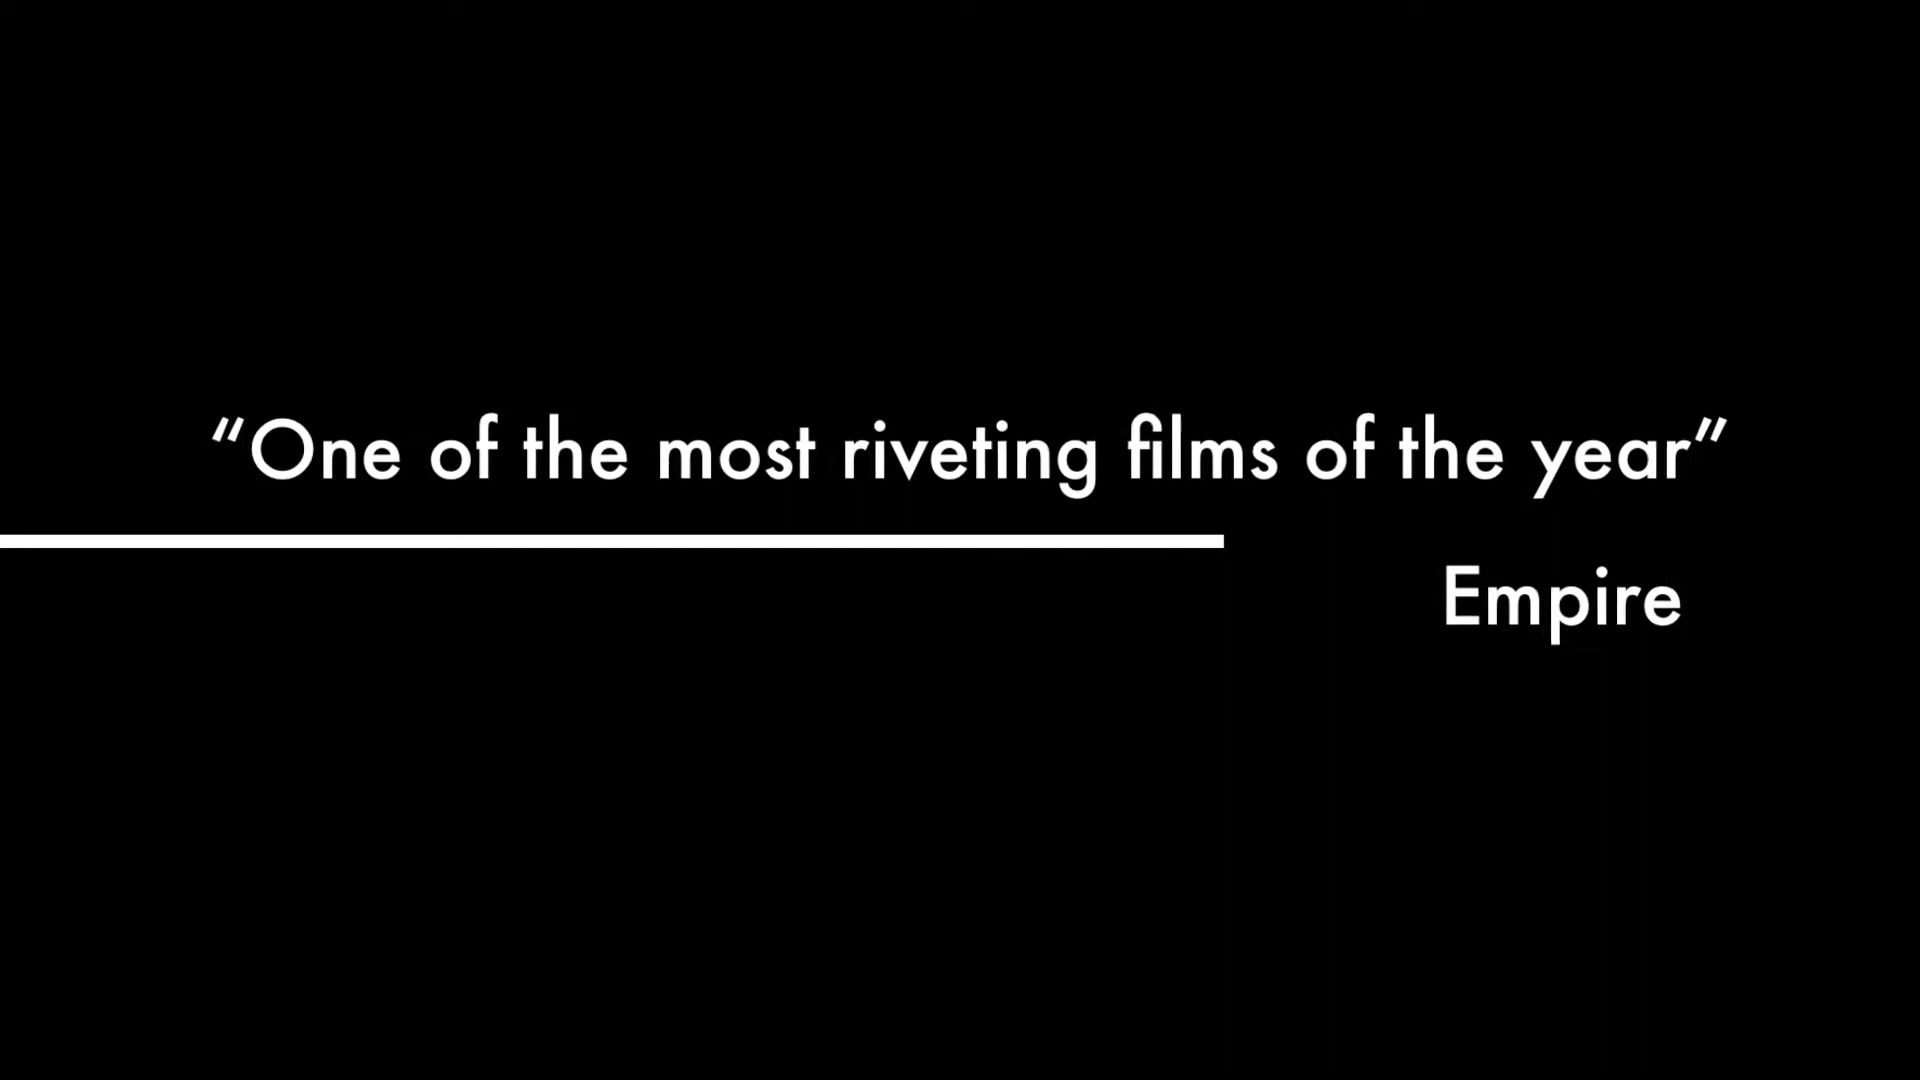 “One of the most riveting films of the year”
Empire